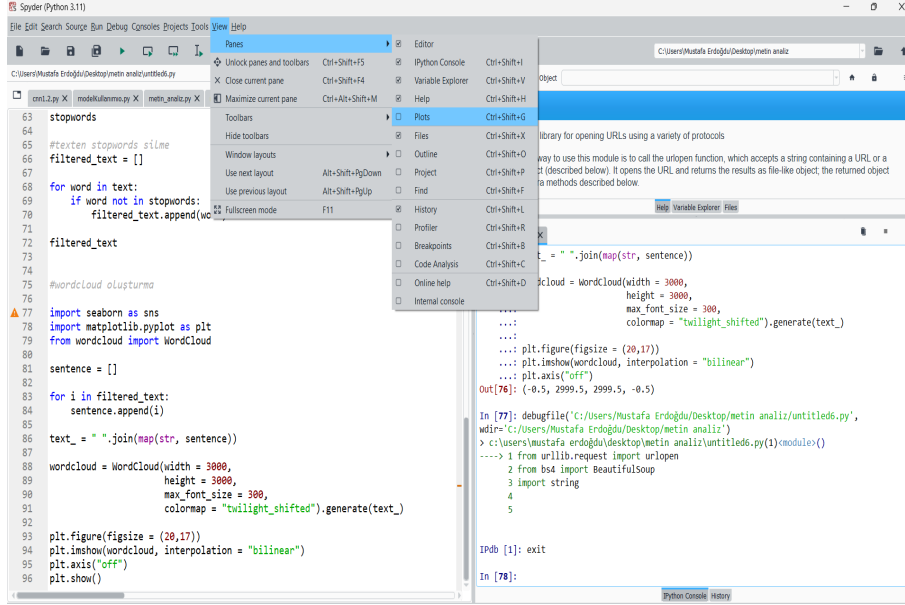 Spyder (Python 3.11)
File Edit Search Source Run Debug Consoles Projects Tools View Help
C:\Users\Mustafa Erdoğdu\Desktop\metin analiz
C:\Users\Mustafa Erdoğdu\Desktop\metin analiz\untitled6.py
cnn1.2.py X modelKullanımıo.py X metin_analiz.py X
Panes
Unlock panes and toolbars Ctrl+Shift+F5
Close current pane Ctrl+Shift+F4
Maximize current pane Ctrl+Alt+Shift+M
Toolbars
Hide toolbars
Window layouts
Use next layout Alt+Shift+PgDown
Use previous layout Alt+Shift+PgUp
Fullscreen mode F11
Editor
IPython Console Ctrl+Shift+I
Variable Explorer Ctrl+Shift+V
Help Ctrl+Shift+H
Plots Ctrl+Shift+G
Files Ctrl+Shift+X
Outline Ctrl+Shift+O
Project Ctrl+Shift+P
Find Ctrl+Shift+F
History Ctrl+Shift+L
Profiler Ctrl+Shift+R
Breakpoints Ctrl+Shift+B
Code Analysis Ctrl+Shift+C
Online help Ctrl+Shift+D
Internal console
63 stopwords
64
65 #texten stopwords silme
66 filtered_text = []
67
68 for word in text:
69 if word not in stopwords:
70 filtered_text.append(wo
71
72 filtered_text
73
74
75 #wordcloud oluşturma
76
77 import seaborn as sns
78 import matplotlib.pyplot as plt
79 from wordcloud import WordCloud
80
81 sentence = []
82
83 for i in filtered_text:
84 sentence.append(i)
85
86 text_ = " ".join(map(str, sentence))
87
88 wordcloud = WordCloud(width = 3000,
89 height = 3000,
90 max_font_size = 300,
91 colormap = "twilight_shifted").generate(text_)
92
93 plt.figure(figsize = (20,17))
94 plt.imshow(wordcloud, interpolation = "bilinear")
95 plt.axis("off")
96 plt.show()
Object
library for opening URLs using a variety of protocols
way to use this module is to call the urlopen function, which accepts a string containing a URL or a
ct (described below). It opens the URL and returns the results as file-like object; the returned object
ra methods described below.
Help Variable Explorer Files
t_ = " ".join(map(str, sentence))
dcloud = WordCloud(width = 3000,
height = 3000,
...: max_font_size = 300,
...: colormap = "twilight_shifted").generate(text_)
...:
...: plt.figure(figsize = (20,17))
...: plt.imshow(wordcloud, interpolation = "bilinear")
...: plt.axis("off")
Out[76]: (-0.5, 2999.5, 2999.5, -0.5)
In [77]: debugfile('C:/Users/Mustafa Erdoğdu/Desktop/metin analiz/untitled6.py',
wdir='C:/Users/Mustafa Erdoğdu/Desktop/metin analiz')
> c:\users\mustafa erdoğdu\desktop\metin analiz\untitled6.py(1)<module>()
----> 1 from urllib.request import urlopen
2 from bs4 import BeautifulSoup
3 import string
4
5
IPdb [1]: exit
In [78]:
IPython Console History